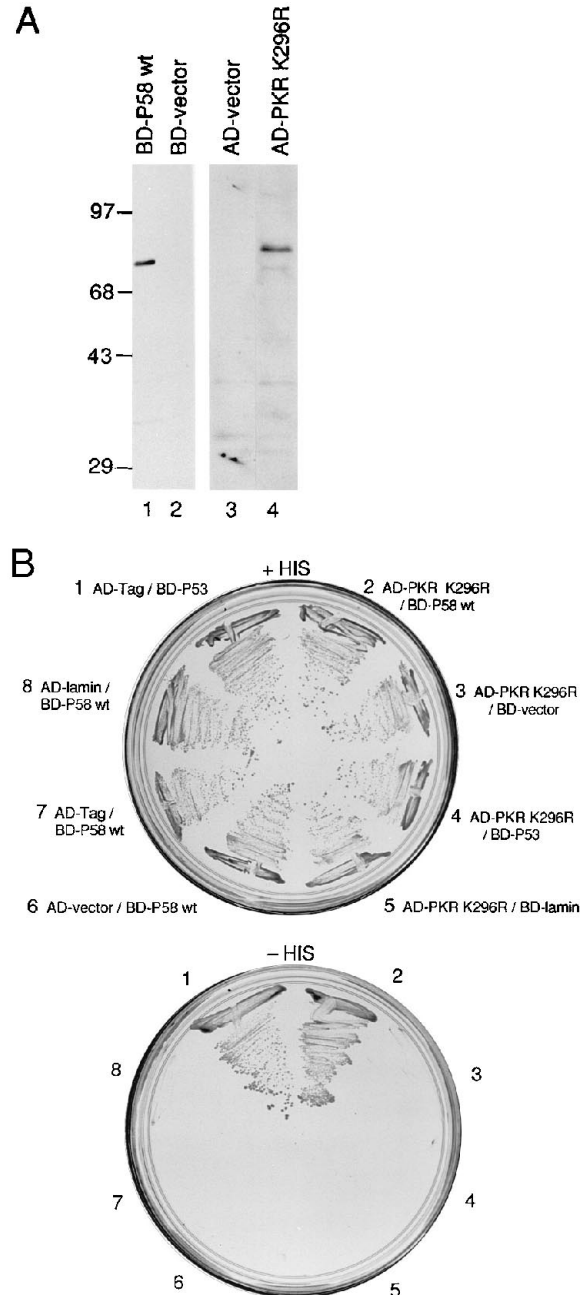 A
BD-P58 wt
BD-vector
AD-vector
AD-PKR K296R
97
68
43
29
1 2 3 4
B
+ HIS
1 AD-Tag / BD-P53
2 AD-PKR K296R
/ BD-P58 wt
8 AD-lamin /
BD-P58 wt
3 AD-PKR K296R
/ BD-vector
7 AD-Tag /
BD-P58 wt
4 AD-PKR K296R
/ BD-P53
6 AD-vector / BD-P58 wt
5 AD-PKR K296R / BD-lamin
– HIS
1
2
8
3
7
4
6
5